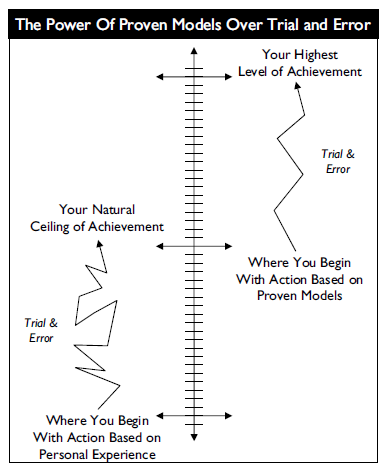 The Power Of Proven Models Over Trial and Error
Your Highest
Level of Achievement
Trial &
Error
Your Natural
Ceiling of Achievement
Where You Begin
With Action Based on
Proven Models
Trial &
Error
Where You Begin
With Action Based on
Personal Experience